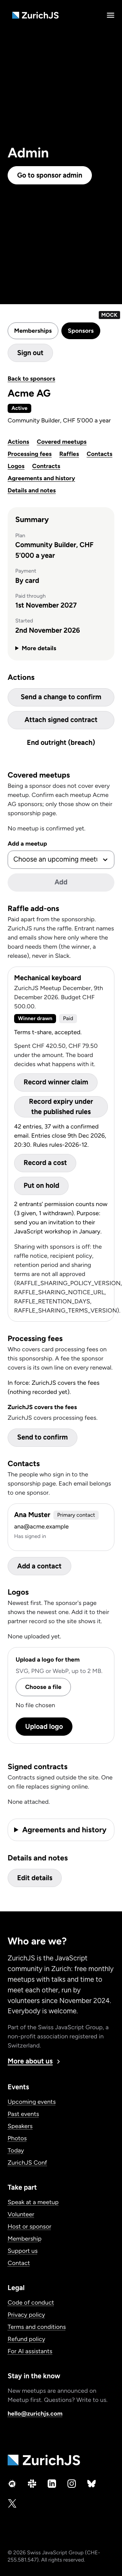 ZurichJS
Admin
Go to sponsor admin
MOCK
Memberships
Sponsors
Sign out
Back to sponsors
Acme AG
Active
Community Builder, CHF 5'000 a year
Actions
Covered meetups
Processing fees
Raffles
Contacts
Logos
Contracts
Agreements and history
Details and notes
Summary
Plan
Community Builder, CHF
5'000 a year
Payment
By card
Paid through
1st November 2027
Started
2nd November 2026
More details
Actions
Send a change to confirm
Attach signed contract
End outright (breach)
Covered meetups
Being a sponsor does not cover every
meetup. Confirm each meetup Acme
AG sponsors; only those show on their
sponsorship page.
No meetup is confirmed yet.
Add a meetup
Choose an upcoming meetu
Add
Raffle add-ons
Paid apart from the sponsorship.
ZurichJS runs the raffle. Entrant names
and emails show here only where the
board needs them (the winner, a
release), never in Slack.
Mechanical keyboard
ZurichJS Meetup December, 9th
December 2026. Budget CHF
500.00.
Winner drawn
Paid
Terms t-share, accepted.
Spent CHF 420.50, CHF 79.50
under the amount. The board
decides what happens with it.
Record winner claim
Record expiry under
the published rules
42 entries, 37 with a confirmed
email. Entries close 9th Dec 2026,
20:30. Rules rules-2026-12.
Record a cost
Put on hold
2 entrants' permission counts now
(3 given, 1 withdrawn). Purpose:
send you an invitation to their
JavaScript workshop in January.
Sharing with sponsors is off: the
raffle notice, recipient policy,
retention period and sharing
terms are not all approved
(RAFFLE_SHARING_POLICY_VERSION,
RAFFLE_SHARING_NOTICE_URL,
RAFFLE_RETENTION_DAYS,
RAFFLE_SHARING_TERMS_VERSION).
Processing fees
Who covers card processing fees on
this sponsorship. A fee the sponsor
covers is its own line on every renewal.
In force: ZurichJS covers the fees
(nothing recorded yet).
ZurichJS covers the fees
ZurichJS covers processing fees.
Send to confirm
Contacts
The people who sign in to the
sponsorship page. Each email belongs
to one sponsor.
Ana Muster
Primary contact
ana@acme.example
Has signed in
Add a contact
Logos
Newest first. The sponsor's page
shows the newest one. Add it to their
partner record so the site shows it.
None uploaded yet.
Upload a logo for them
SVG, PNG or WebP, up to 2 MB.
Choose a file
No file chosen
Upload logo
Signed contracts
Contracts signed outside the site. One
on file replaces signing online.
None attached.
Agreements and history
Details and notes
Edit details
Who are we?
ZurichJS is the JavaScript
community in Zurich: free monthly
meetups with talks and time to
meet each other, run by
volunteers since November 2024.
Everybody is welcome.
Part of the Swiss JavaScript Group, a
non-profit association registered in
Switzerland.
More about us
Events
Upcoming events
Past events
Speakers
Photos
Today
ZurichJS Conf
Take part
Speak at a meetup
Volunteer
Host or sponsor
Membership
Support us
Contact
Legal
Code of conduct
Privacy policy
Terms and conditions
Refund policy
For AI assistants
Stay in the know
New meetups are announced on
Meetup first. Questions? Write to us.
hello@zurichjs.com
ZurichJS
© 2026 Swiss JavaScript Group (CHE-
255.581.547). All rights reserved.